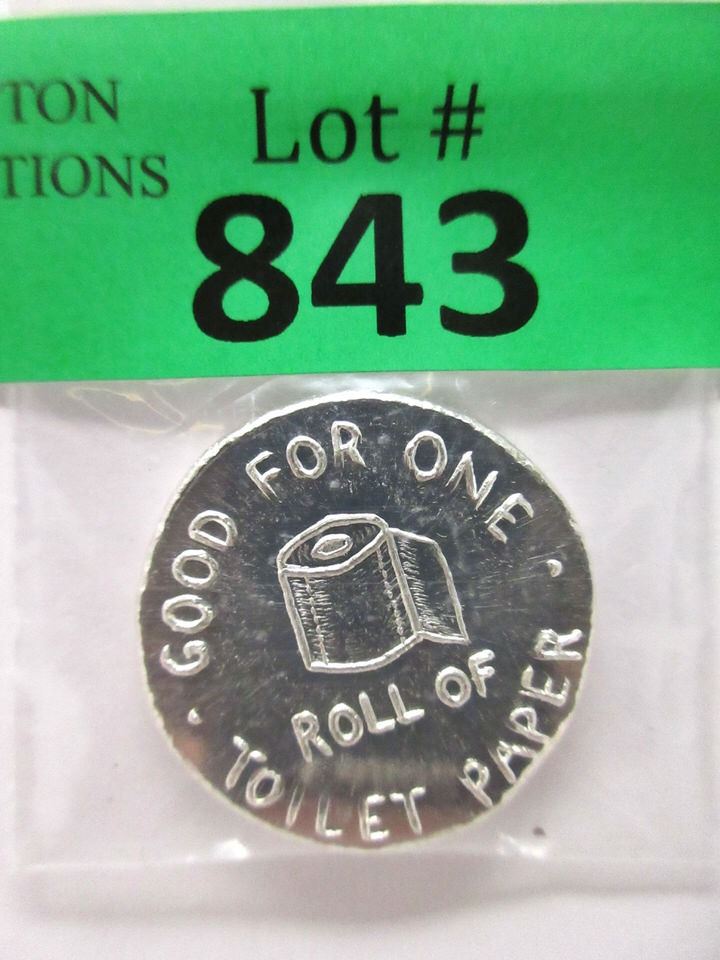 TON
TIONS
Lot #
843
GOOD FOR ONE
ROLL OF
TOILET PAPER